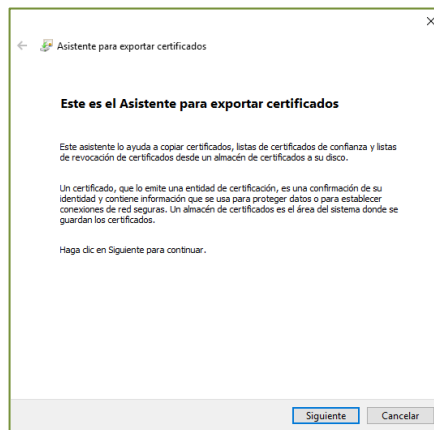 Asistente para exportar certificados
Este es el Asistente para exportar certificados
Este asistente lo ayuda a copiar certificados, listas de certificados de confianza y listas
de revocación de certificados desde un almacén de certificados a su disco.
Un certificado, que lo emite una entidad de certificación, es una confirmación de su
identidad y contiene información que se usa para proteger datos o para establecer
conexiones de red seguras. Un almacén de certificados es el área del sistema donde se
guardan los certificados.
Haga clic en Siguiente para continuar.
Siguiente Cancelar